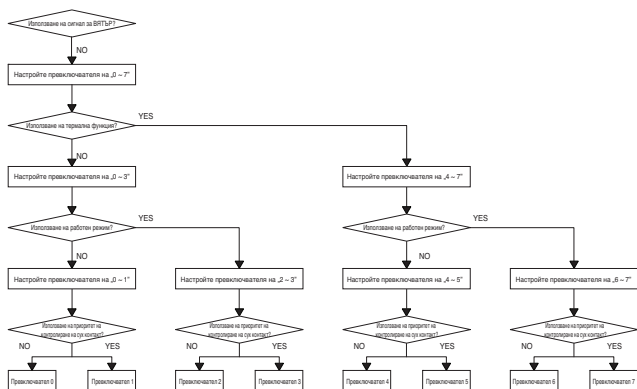 Използване на сигнал за ВЯТЪР?
NO
Настройте превключвателя на „0 ~ 7"
Използване на термална функция?
YES
NO
Настройте превключвателя на „0 ~ 3"
Настройте превключвателя на „4 ~ 7"
Използване на работен режим?
YES
Използване на работен режим?
YES
NO
NO
Настройте превключвателя на „0 ~ 1"
Настройте превключвателя на „2 ~ 3"
Настройте превключвателя на „4 ~ 5"
Настройте превключвателя на „6 ~ 7"
Използване на приоритет на
контролиране на сух контакт?
Използване на приоритет на
контролиране на сух контакт?
Използване на приоритет на
контролиране на сух контакт?
Използване на приоритет на
контролиране на сух контакт?
NO
YES
NO
YES
NO
YES
NO
YES
Превключвател 0
Превключвател 1
Превключвател 2
Превключвател 3
Превключвател 4
Превключвател 5
Превключвател 6
Превключвател 7